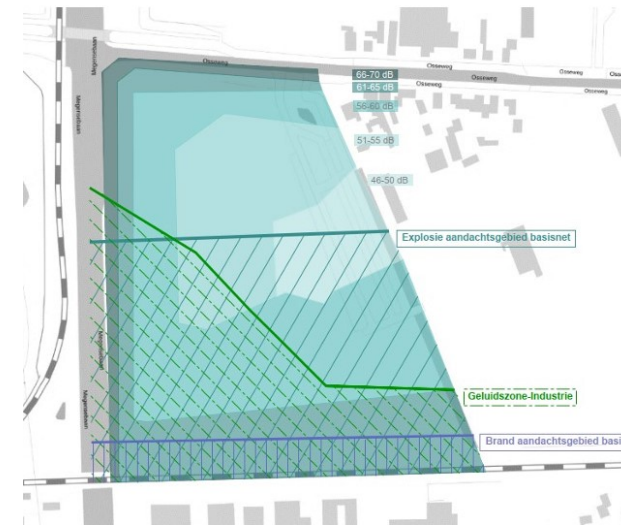 Osseweg
Osseweg
Osseweg
Osseweg
66-70 dB
61-65 dB
56-60 dB
51-55 dB
46-50 dB
Explosie aandachtsgebied basisnet
Geluidszone-Industrie
Brand aandachtsgebied basi